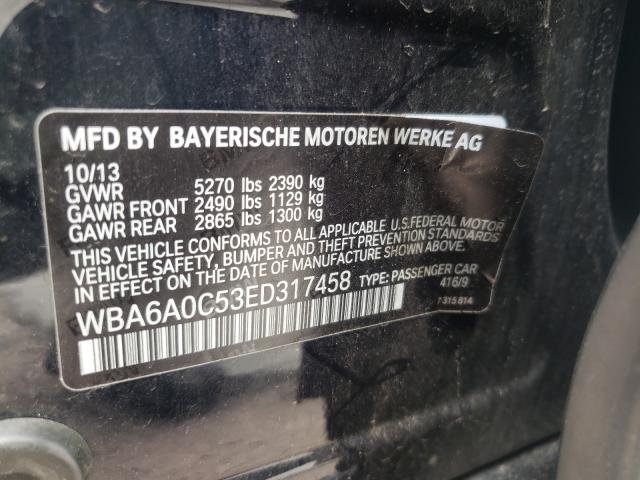 MFD BY BAYERISCHE MOTOREN WERKE AG
10/13
GVWR 5270 lbs 2390 kg
GAWR FRONT 2490 lbs 1129 kg
GAWR REAR 2865 lbs 1300 kg
THIS VEHICLE CONFORMS TO ALL APPLICABLE U.S.FEDERAL MOTOR
VEHICLE SAFETY, BUMPER AND THEFT PREVENTION STANDARDS
IN EFFECT ON THE DATE OF MANUFACTURE SHOWN ABOVE.
WBA6A0C53ED317458 TYPE: PASSENGER CAR
416/9
7315814